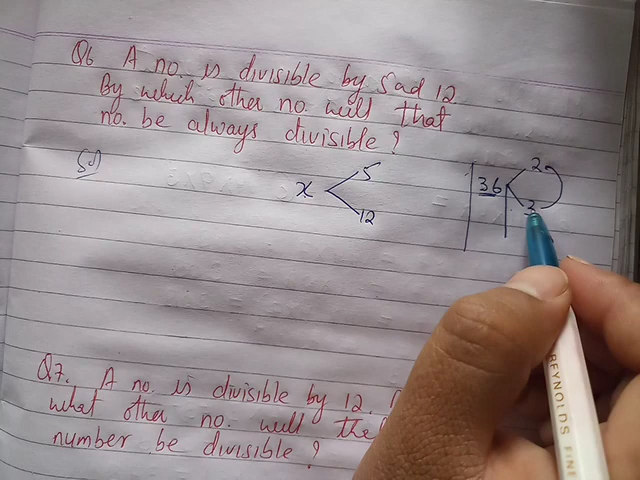 Q6 A no. is divisible by 5 ad 12
By which other no. will that
no. be always divisible?
Sol)
x 5
12
36 2
3
Q7. A no. is divisible by 12.
what other no. will the
number be divisible?
REYNOLDS FINE